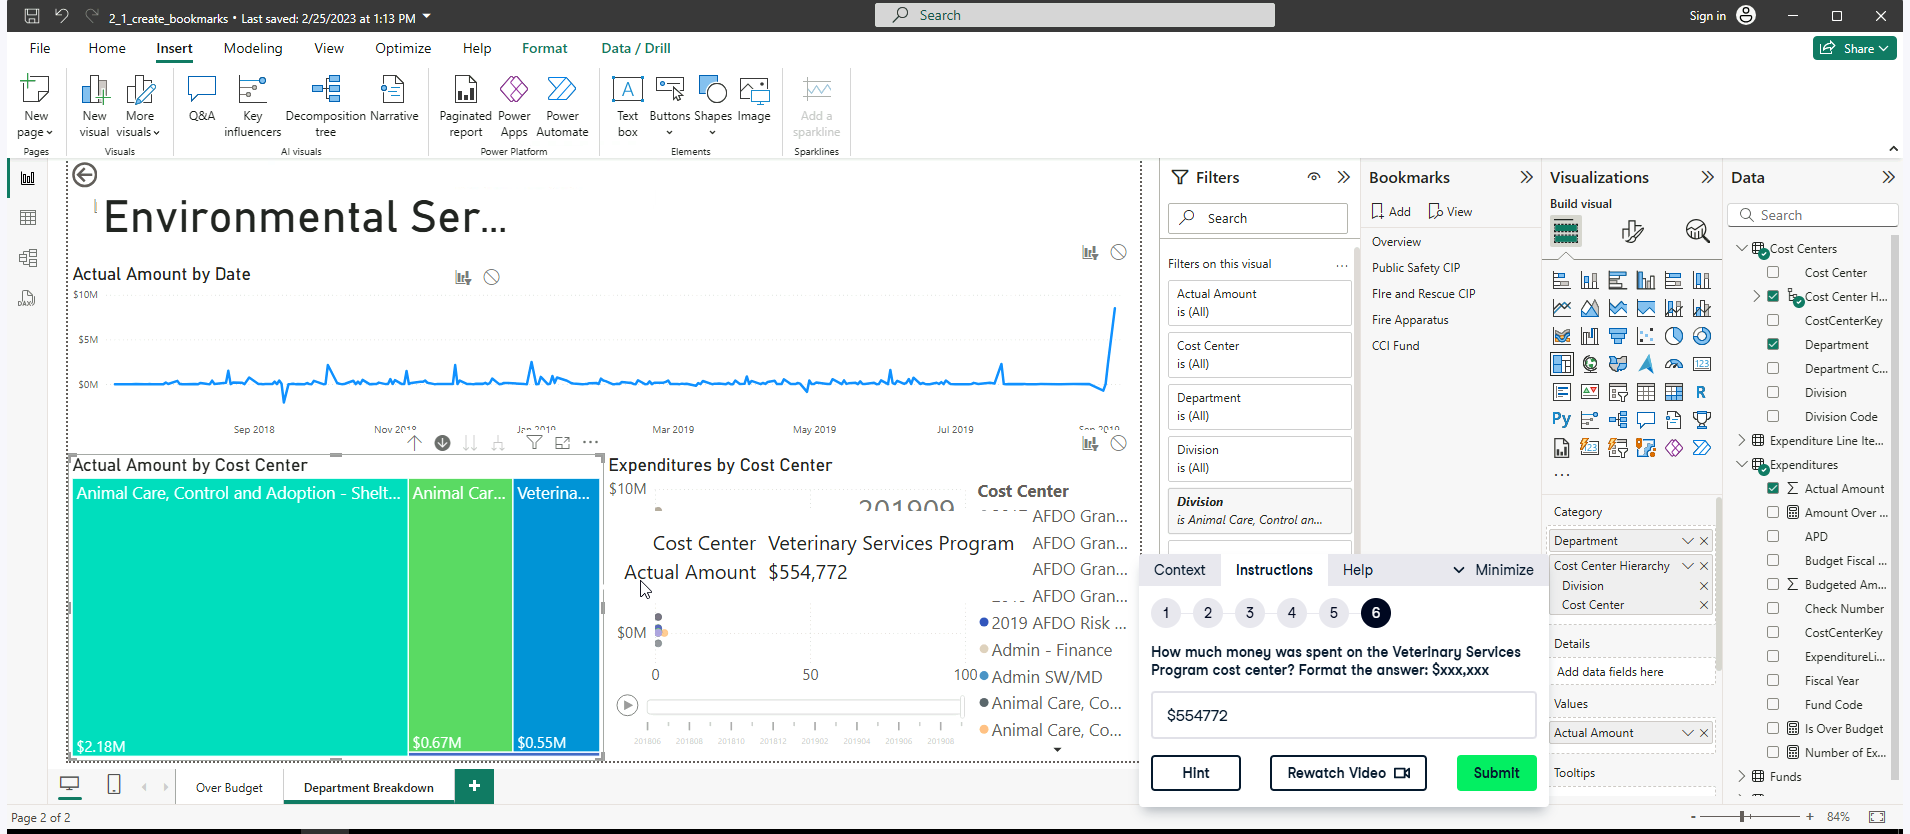 2_1_create_bookmarks • Last saved: 2/25/2023 at 1:13 PM
Search
Sign in
File Home Insert Modeling View Optimize Help Format Data / Drill
Share
New page
New visual
More visuals
Q&A
Key influencers
Decomposition tree
Narrative
Paginated report
Power Apps
Power Automate
Text box
Buttons
Shapes
Image
Add a sparkline
Pages
Visuals
AI visuals
Power Platform
Elements
Sparklines
Environmental Ser...
Actual Amount by Date
$10M
$5M
$0M
Sep 2018
Mar 2019
May 2019
Jul 2019
Actual Amount by Cost Center
Animal Care, Control and Adoption - Shelt...
$2.18M
Animal Car...
$0.67M
Veterina...
$0.55M
Expenditures by Cost Center
$10M
201909
Cost Center Veterinary Services Program
Actual Amount $554,772
$0M
0 50 100
201806 201808 201810 201812 201902 201904 201906 201908
Cost Center
AFDO Gran...
AFDO Gran...
AFDO Gran...
AFDO Gran...
2019 AFDO Risk ...
Admin - Finance
Admin SW/MD
Animal Care, Co...
Animal Care, Co...
Filters
Search
Filters on this visual
...
Actual Amount
is (All)
Cost Center
is (All)
Department
is (All)
Division
is (All)
Division
is Animal Care, Control an...
Bookmarks
Add View
Overview
Public Safety CIP
FIre and Rescue CIP
Fire Apparatus
CCI Fund
Visualizations
Build visual
R
Py
123
...
Category
Department
Cost Center Hierarchy
Division
Cost Center
Details
Add data fields here
Values
Actual Amount
Tooltips
Data
Search
Cost Centers
Cost Center
Cost Center H...
CostCenterKey
Department
Department C...
Division
Division Code
Expenditure Line Ite...
Expenditures
Actual Amount
Amount Over ...
APD
Budget Fiscal ...
Budgeted Am...
Check Number
CostCenterKey
ExpenditureLi...
Fiscal Year
Fund Code
Is Over Budget
Number of Ex...
Funds
Context Instructions Help Minimize
1 2 3 4 5 6
How much money was spent on the Veterinary Services
Program cost center? Format the answer: $xxx,xxx
$554772
Hint
Rewatch Video
Submit
Over Budget
Department Breakdown
+
Page 2 of 2
- + 84%